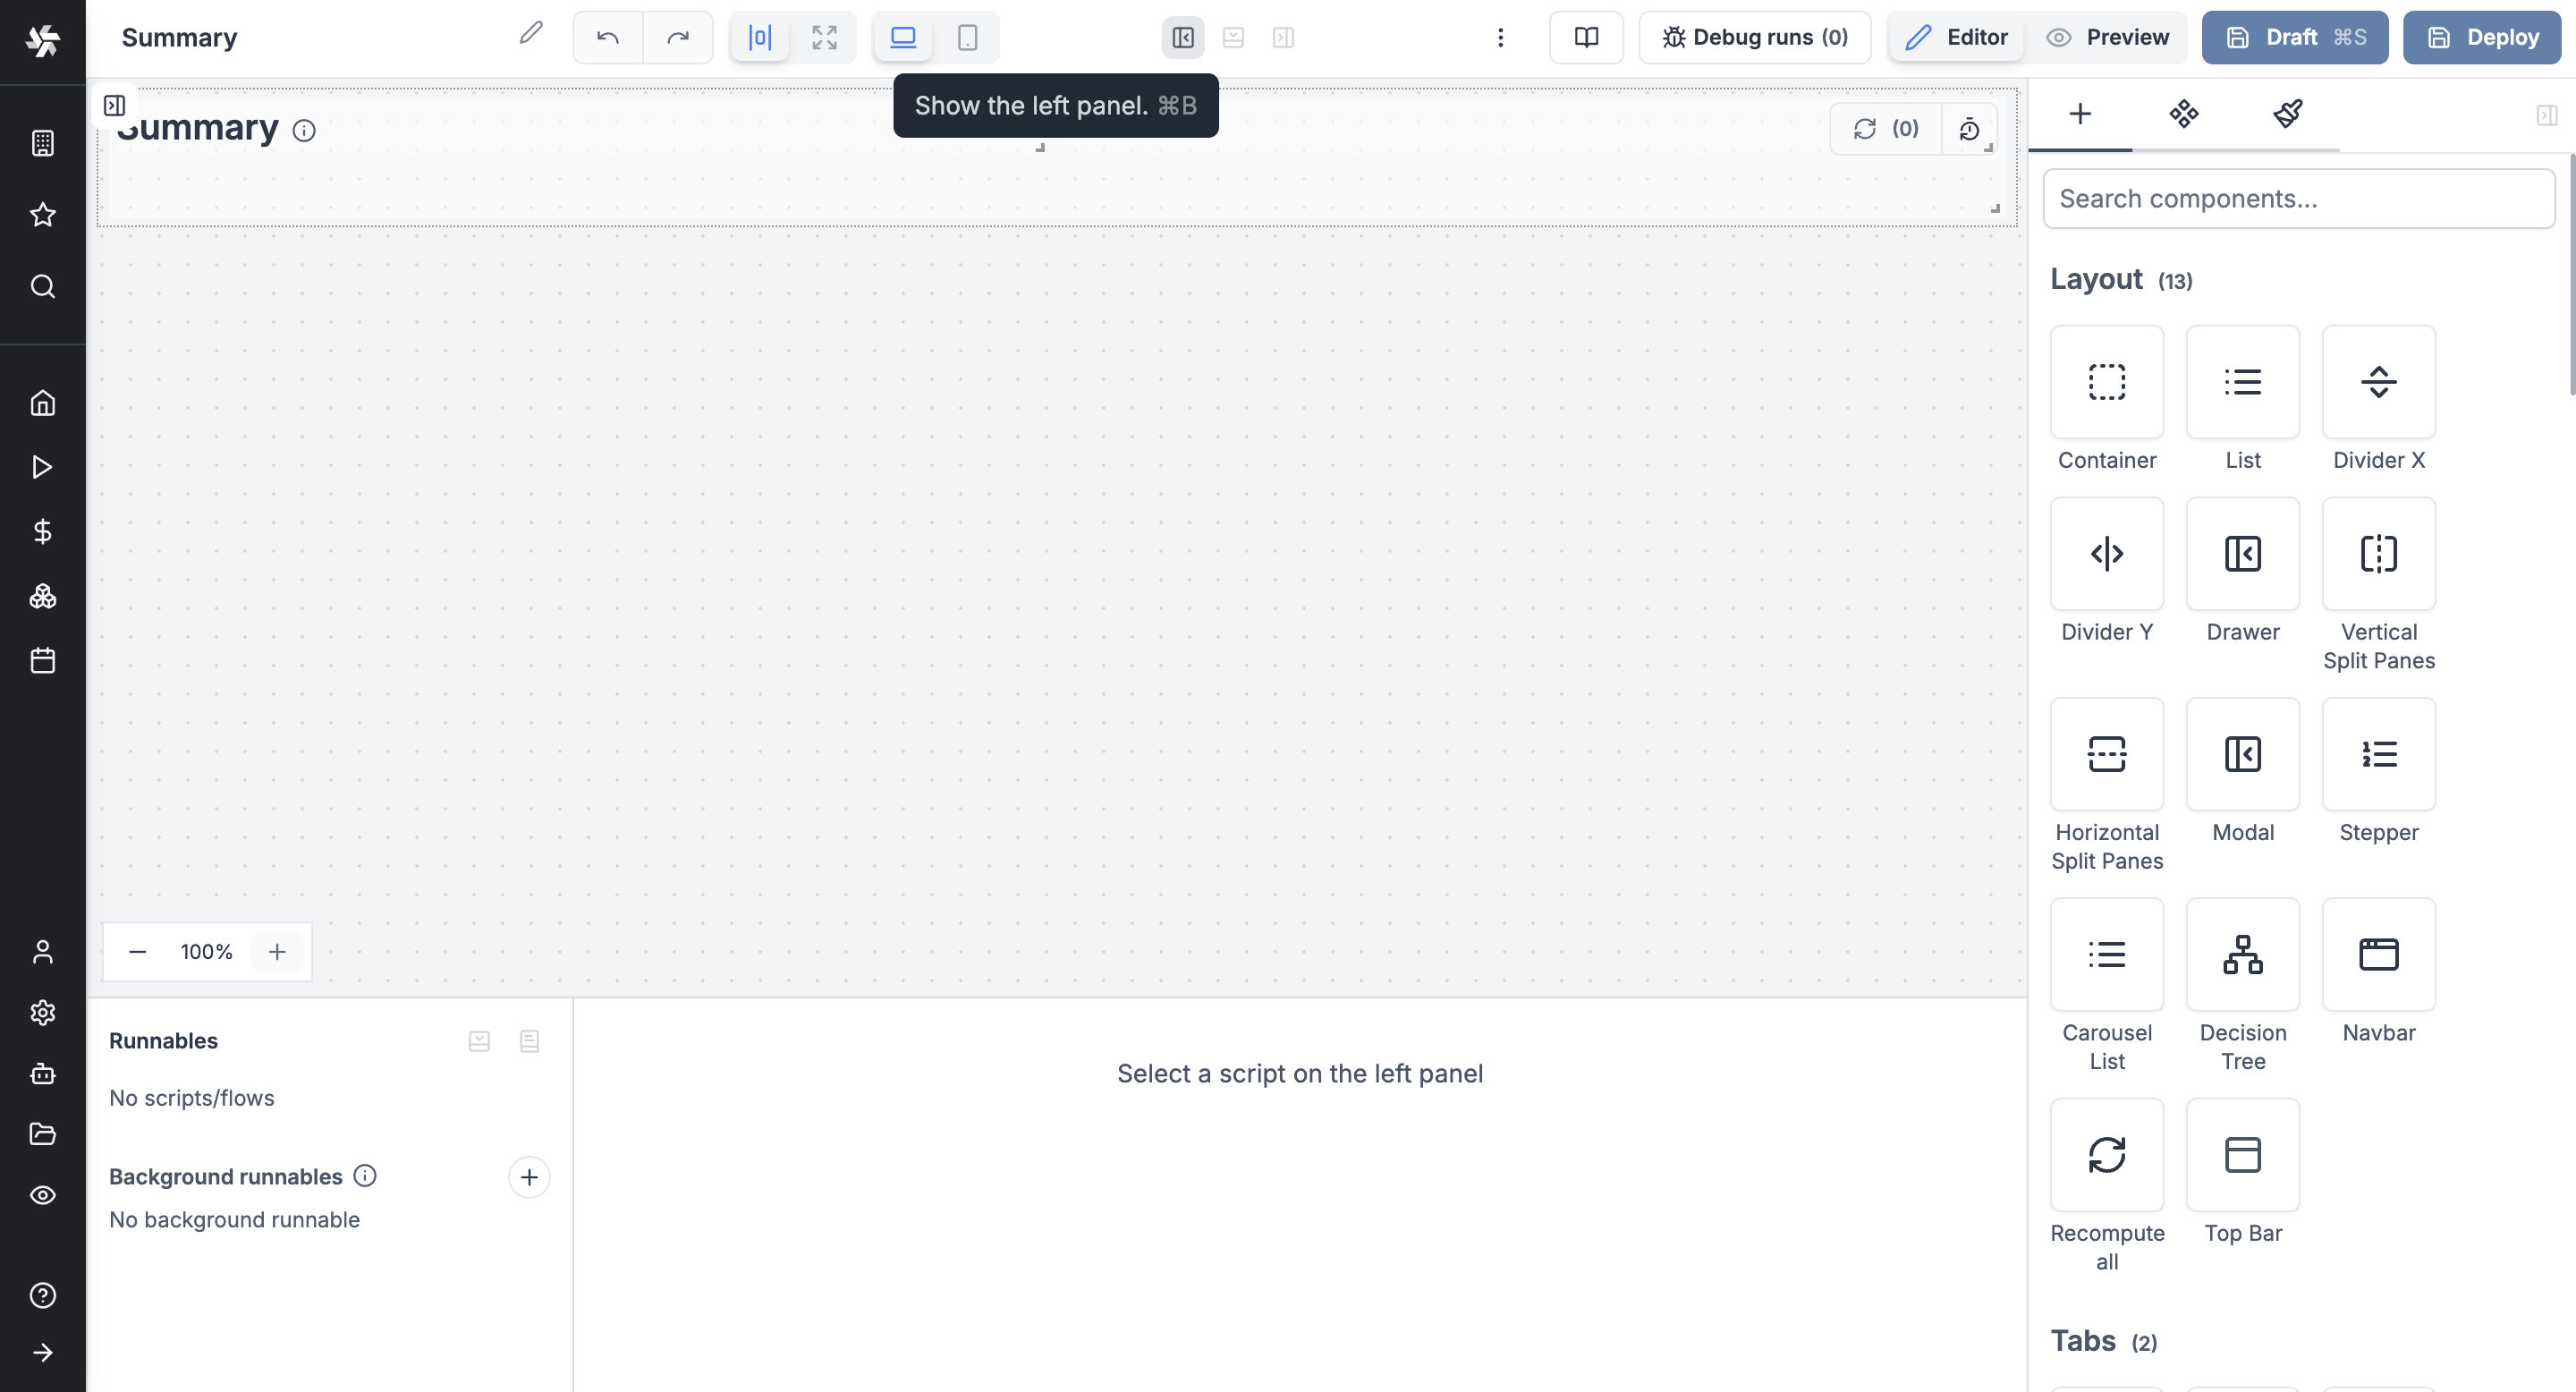 Summary
Debug runs (0)
Editor
Preview
Draft ⌘S
Deploy
Show the left panel. ⌘B
Summary
(0)
Search components...
Layout (13)
Container
List
Divider X
Divider Y
Drawer
Vertical
Split Panes
Horizontal
Split Panes
Modal
Stepper
Carousel
List
Decision
Tree
Navbar
Recompute
all
Top Bar
Tabs (2)
100%
Runnables
No scripts/flows
Background runnables
No background runnable
Select a script on the left panel